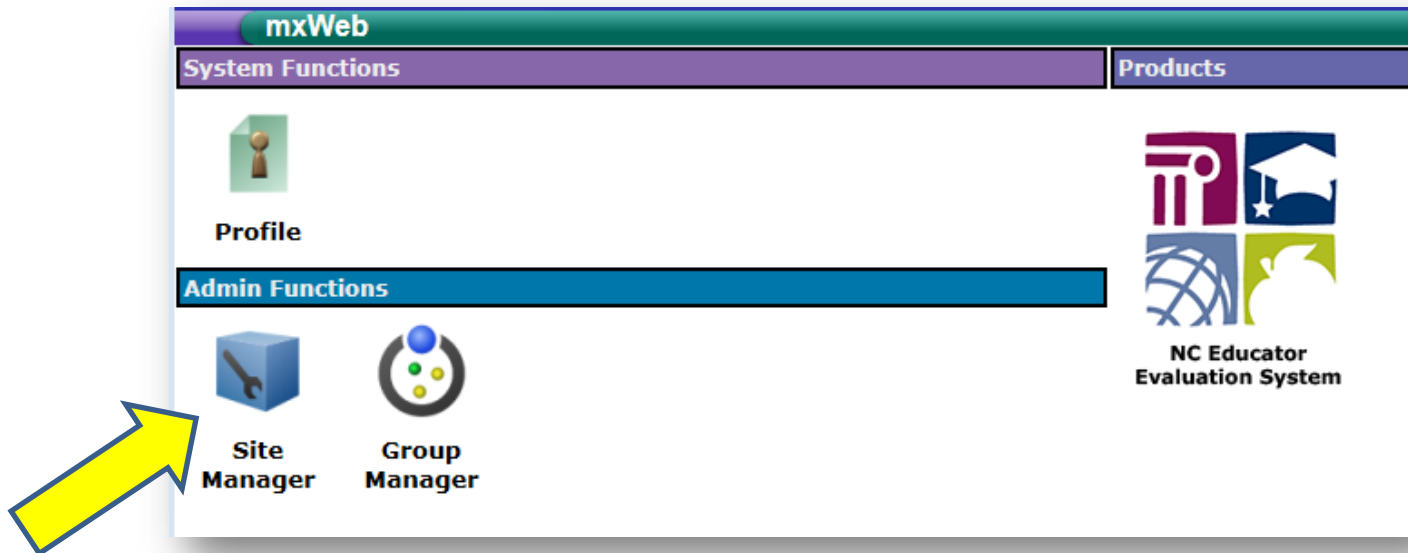 mxWeb
System Functions
Products
Profile
Admin Functions
Site
Manager
Group
Manager
NC Educator
Evaluation System